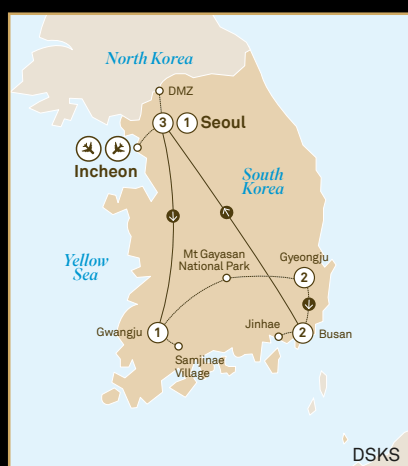 North Korea
DMZ
3 1 Seoul
Incheon
South
Korea
Mt Gayasan
National Park
Gyeongju
2
Yellow
Sea
Gwangju 1
Jinhae
2 Busan
Samjinae
Village
DSKS